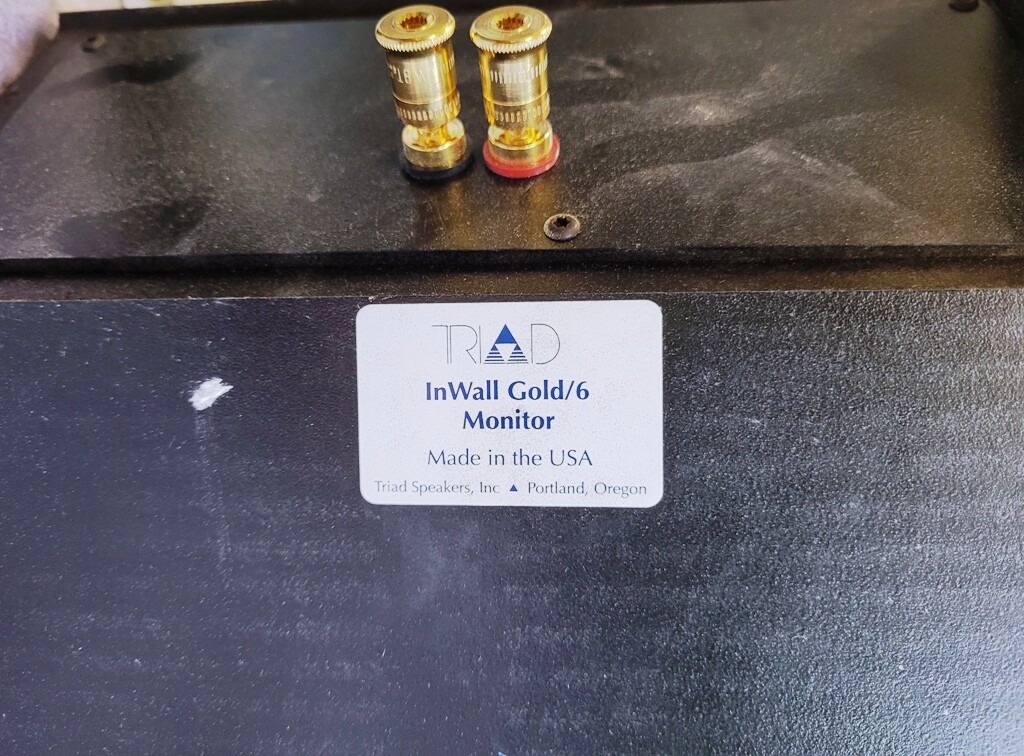 TRIAD
InWall Gold/6
Monitor
Made in the USA
Triad Speakers, Inc ▲ Portland, Oregon